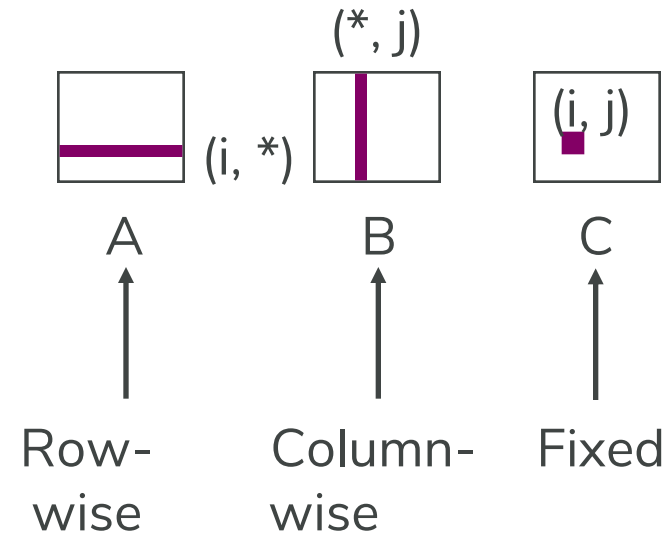 (*, j)
(i, *)
(i, j)
A
B
C
Row-
wise
Column-
wise
Fixed